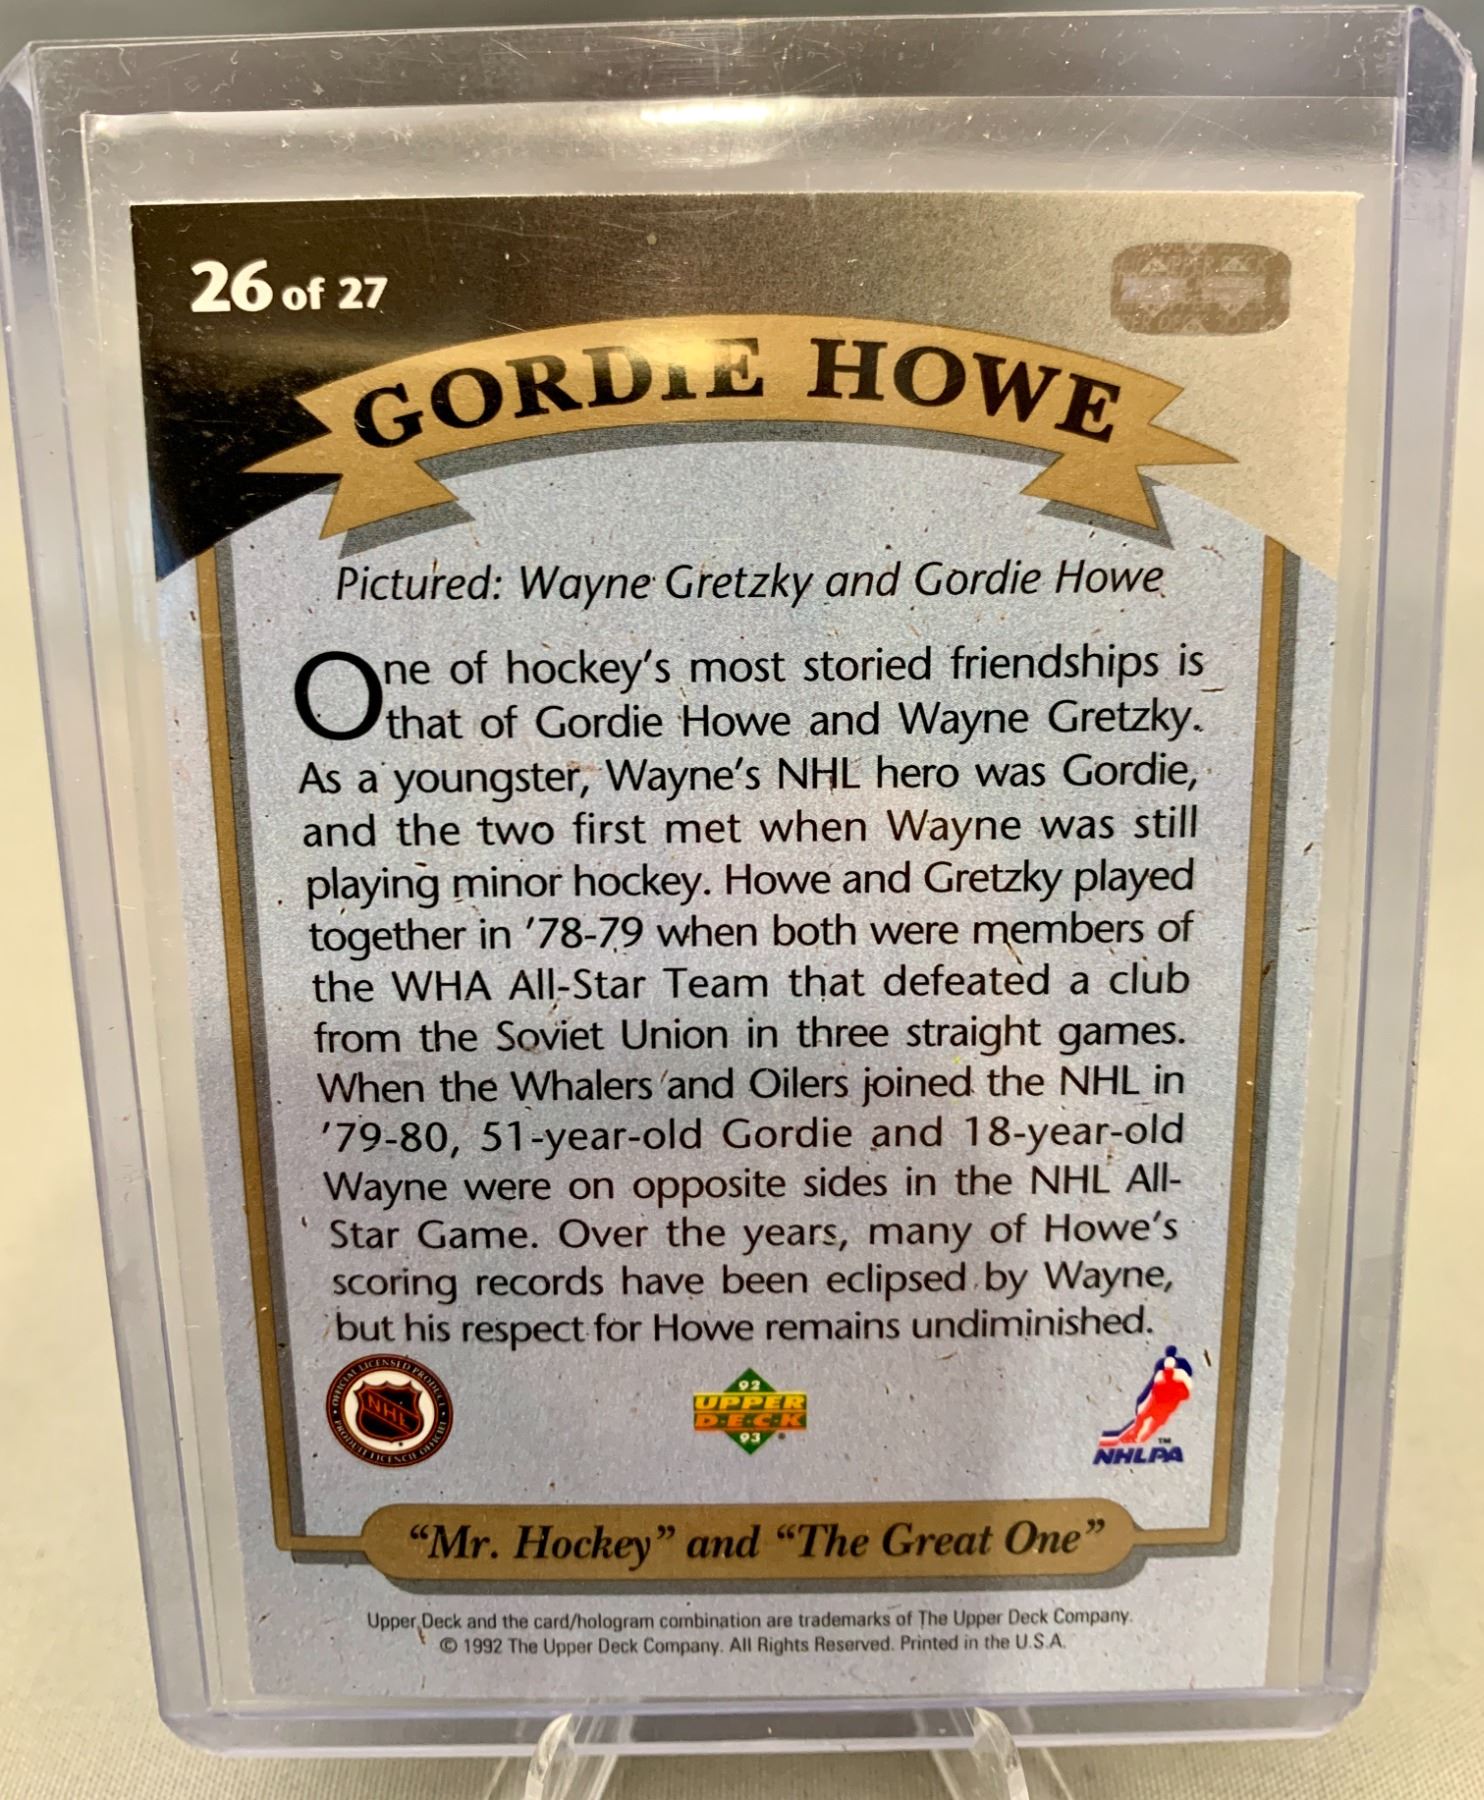 26 of 27
GORDIE HOWE
Pictured: Wayne Gretzky and Gordie Howe
One of hockey's most storied friendships is
that of Gordie Howe and Wayne Gretzky.
As a youngster, Wayne's NHL hero was Gordie,
and the two first met when Wayne was still
playing minor hockey. Howe and Gretzky played
together in '78-79 when both were members of
the WHA All-Star Team that defeated a club
from the Soviet Union in three straight games.
When the Whalers and Oilers joined the NHL in
'79-80, 51-year-old Gordie and 18-year-old
Wayne were on opposite sides in the NHL All-
Star Game. Over the years, many of Howe's
scoring records have been eclipsed by Wayne,
but his respect for Howe remains undiminished.
OFFICIAL LICENSED PRODUCT
NHL
PRODUIT LICENCIÉ OFFICIEL
92
UPPER
D·E·C·K
93
TM
NHLPA
"Mr. Hockey" and "The Great One"
Upper Deck and the card/hologram combination are trademarks of The Upper Deck Company.
© 1992 The Upper Deck Company. All Rights Reserved. Printed in the U.S.A.